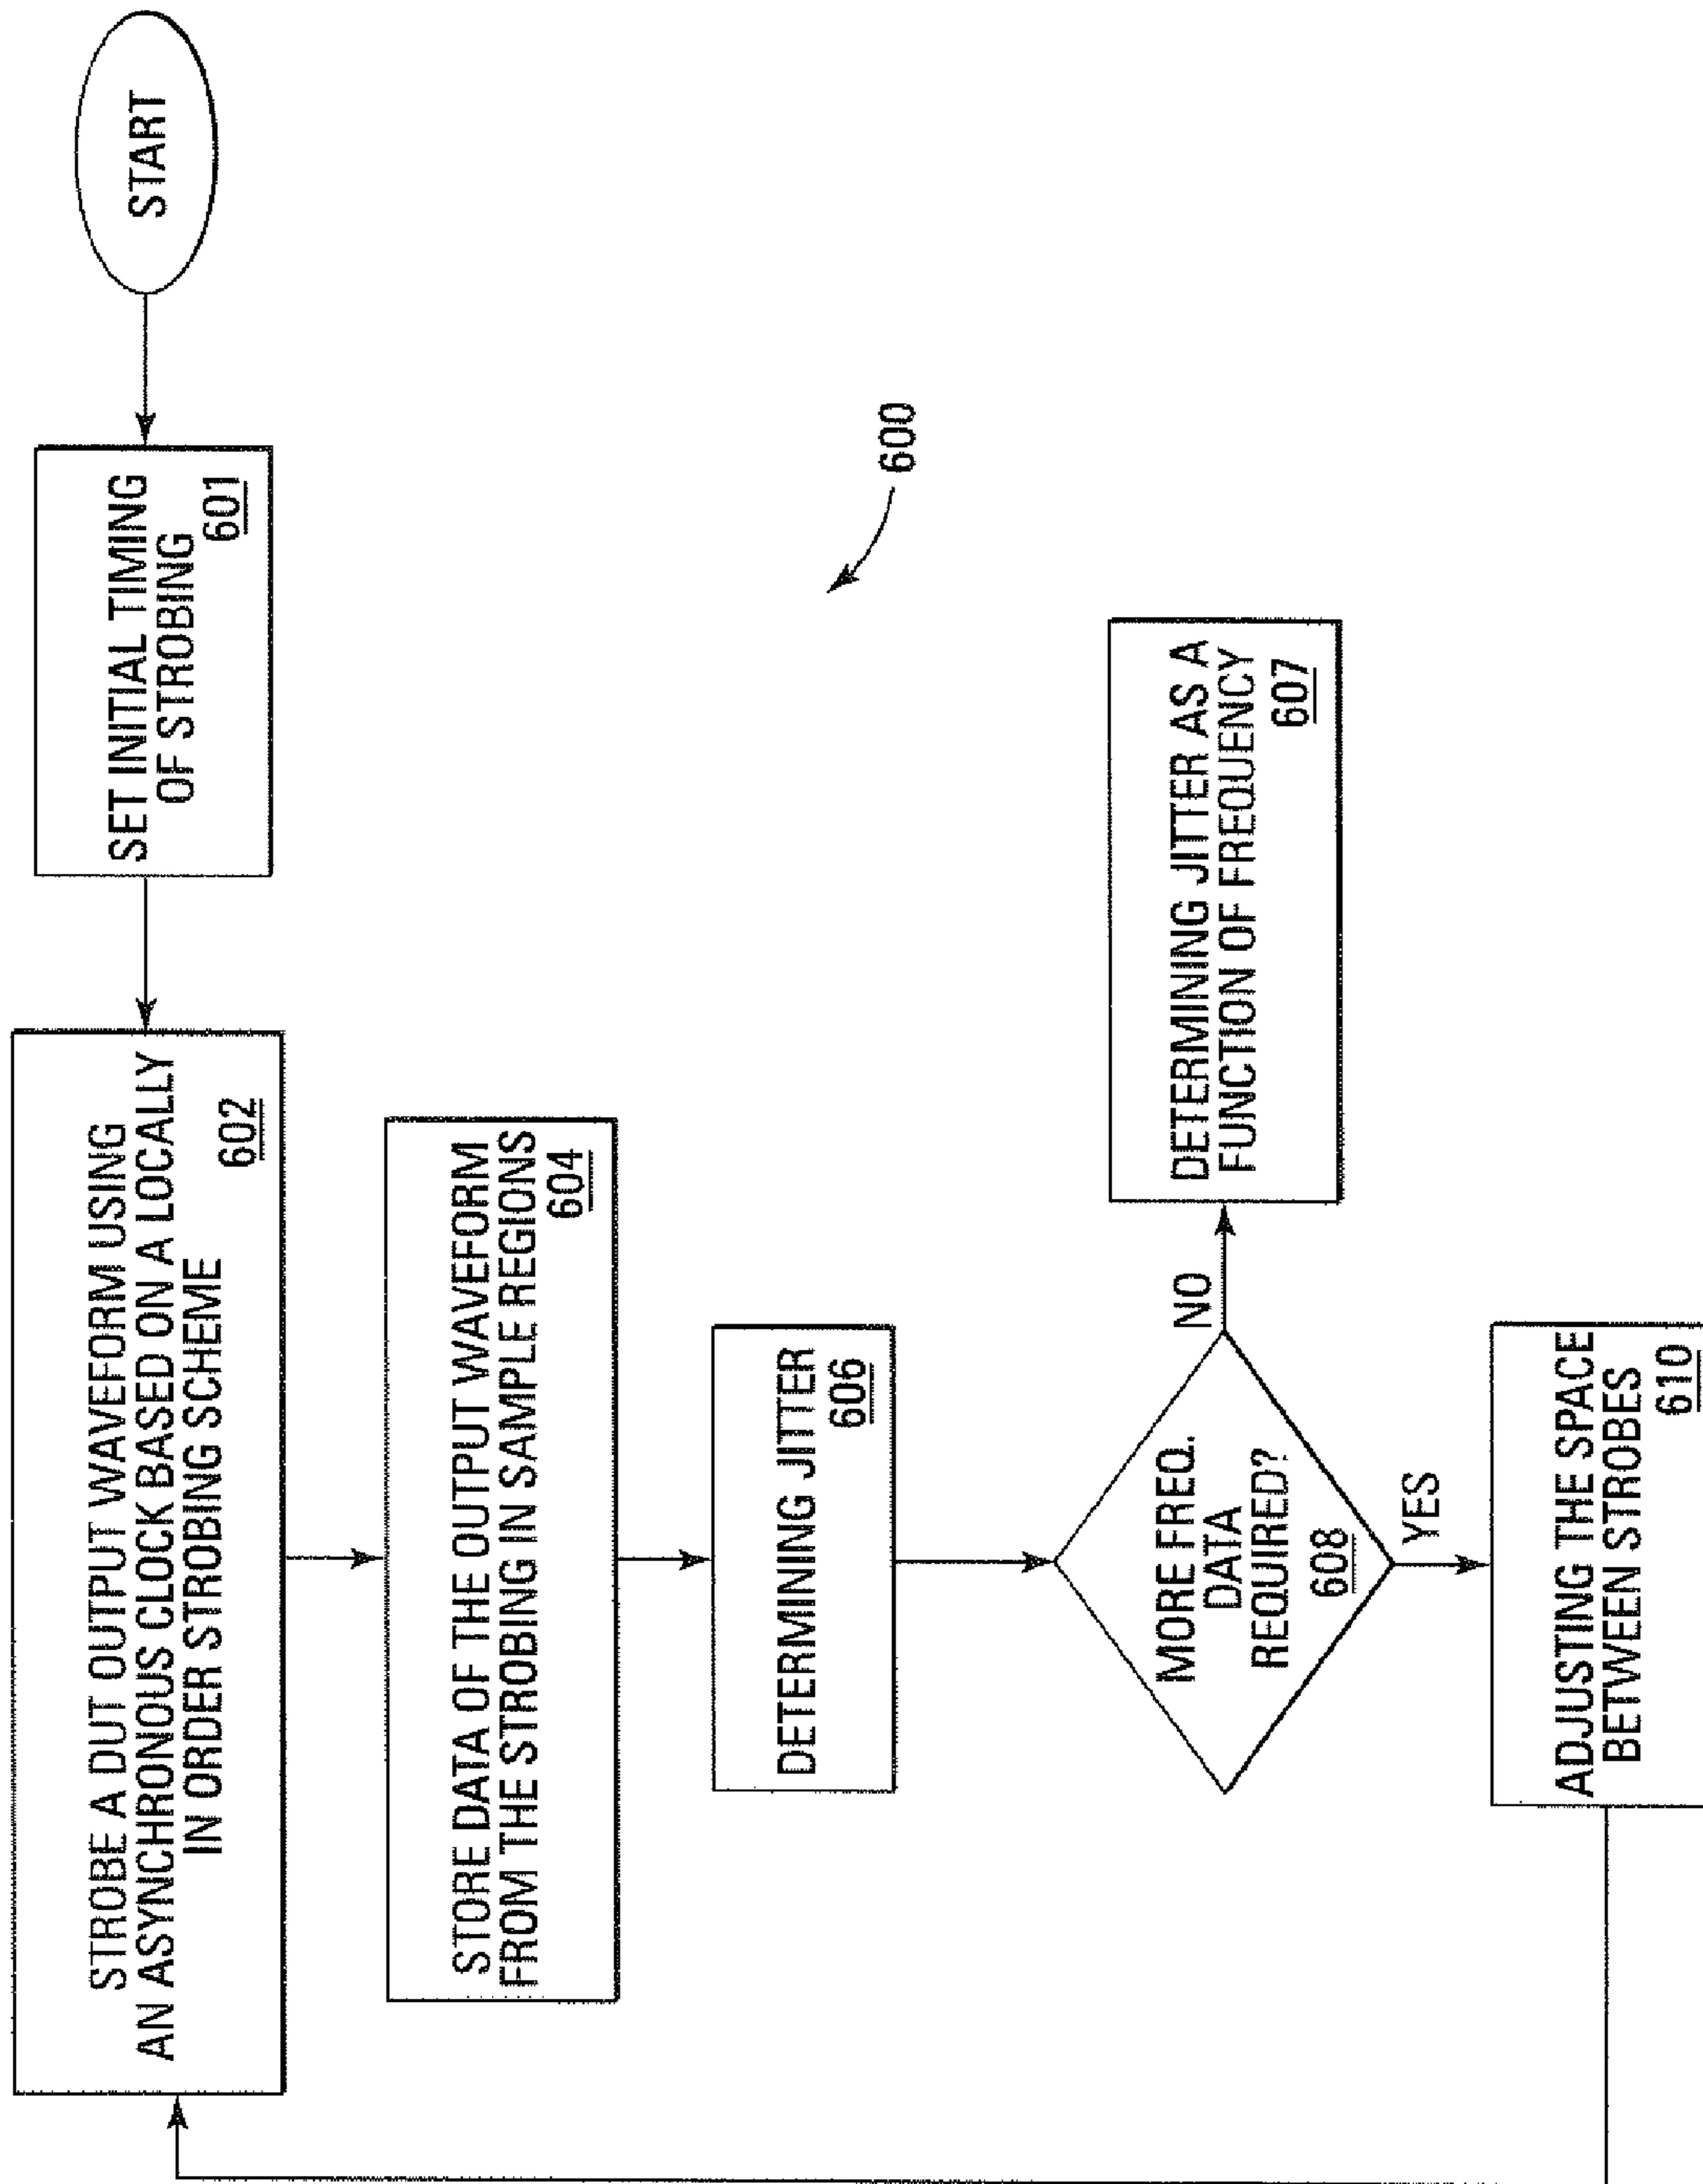 START
SET INITIAL TIMING
OF STROBING
601
STROBE A DUT OUTPUT WAVEFORM USING
AN ASYNCHRONOUS CLOCK BASED ON A LOCALLY
IN ORDER STROBING SCHEME
602
STORE DATA OF THE OUTPUT WAVEFORM
FROM THE STROBING IN SAMPLE REGIONS
604
DETERMINING JITTER
606
MORE FREQ.
DATA
REQUIRED?
608
NO
DETERMINING JITTER AS A
FUNCTION OF FREQUENCY
607
YES
ADJUSTING THE SPACE
BETWEEN STROBES
610
600